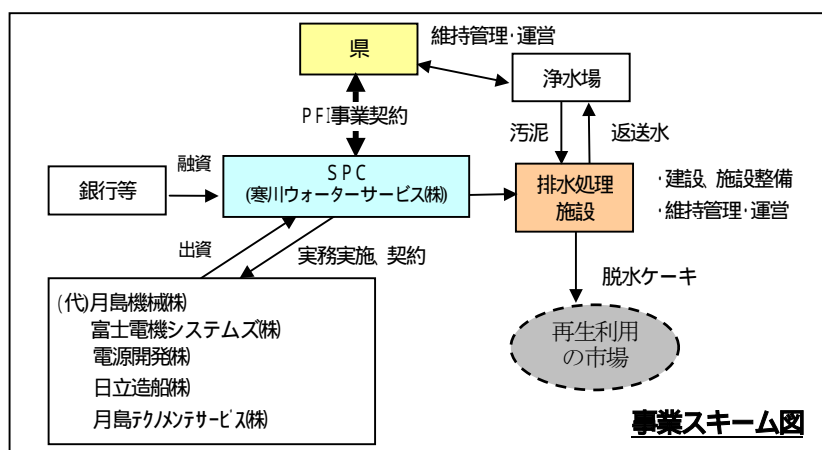 県
維持管理・運営
浄水場
PFI事業契約
汚泥
返送水
融資
銀行等
SPC
(寒川ウォーターサービス㈱)
排水処理
施設
・建設、施設整備
・維持管理・運営
出資
実務実施、契約
脱水ケーキ
(代)月島機械㈱
富士電機システムズ㈱
電源開発㈱
日立造船㈱
月島ﾃｸﾉﾒﾝﾃｻｰﾋﾞｽ㈱
再生利用
の市場
事業スキーム図